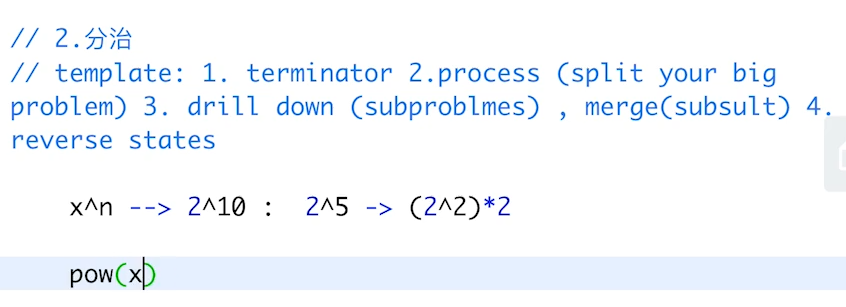 // 2.分治
// template: 1. terminator 2.process (split your big
problem) 3. drill down (subproblmes) , merge(subsult) 4.
reverse states
x^n --> 2^10 : 2^5 -> (2^2)*2
pow(x)